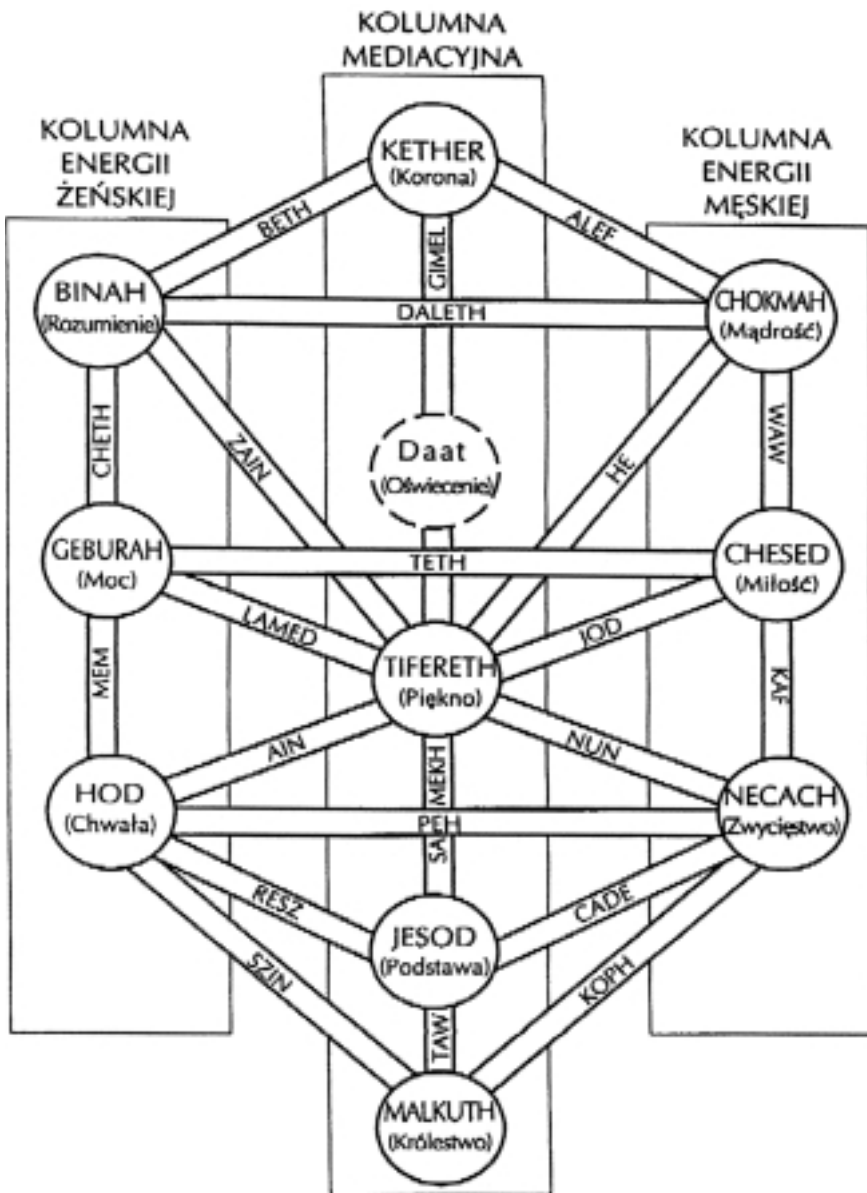 KOLUMNA
MEDIACYJNA
KOLUMNA
ENERGII
ŻEŃSKIEJ
KOLUMNA
ENERGII
MĘSKIEJ
KETHER
(Korona)
BETH
GIMEL
ALEF
BINAH
(Rozumienie)
DALETH
CHOKMAH
(Mądrość)
CHETH
ZAIN
Daat
(Oświecenie)
HE
WAW
GEBURAH
(Moc)
TETH
CHESED
(Miłość)
LAMED
JOD
MEM
TIFERETH
(Piękno)
KAF
AIN
SAMEKH
NUN
HOD
(Chwała)
PEH
NECACH
(Zwycięstwo)
RESZ
CADE
JESOD
(Podstawa)
SZIN
KOPH
TAW
MALKUTH
(Królestwo)